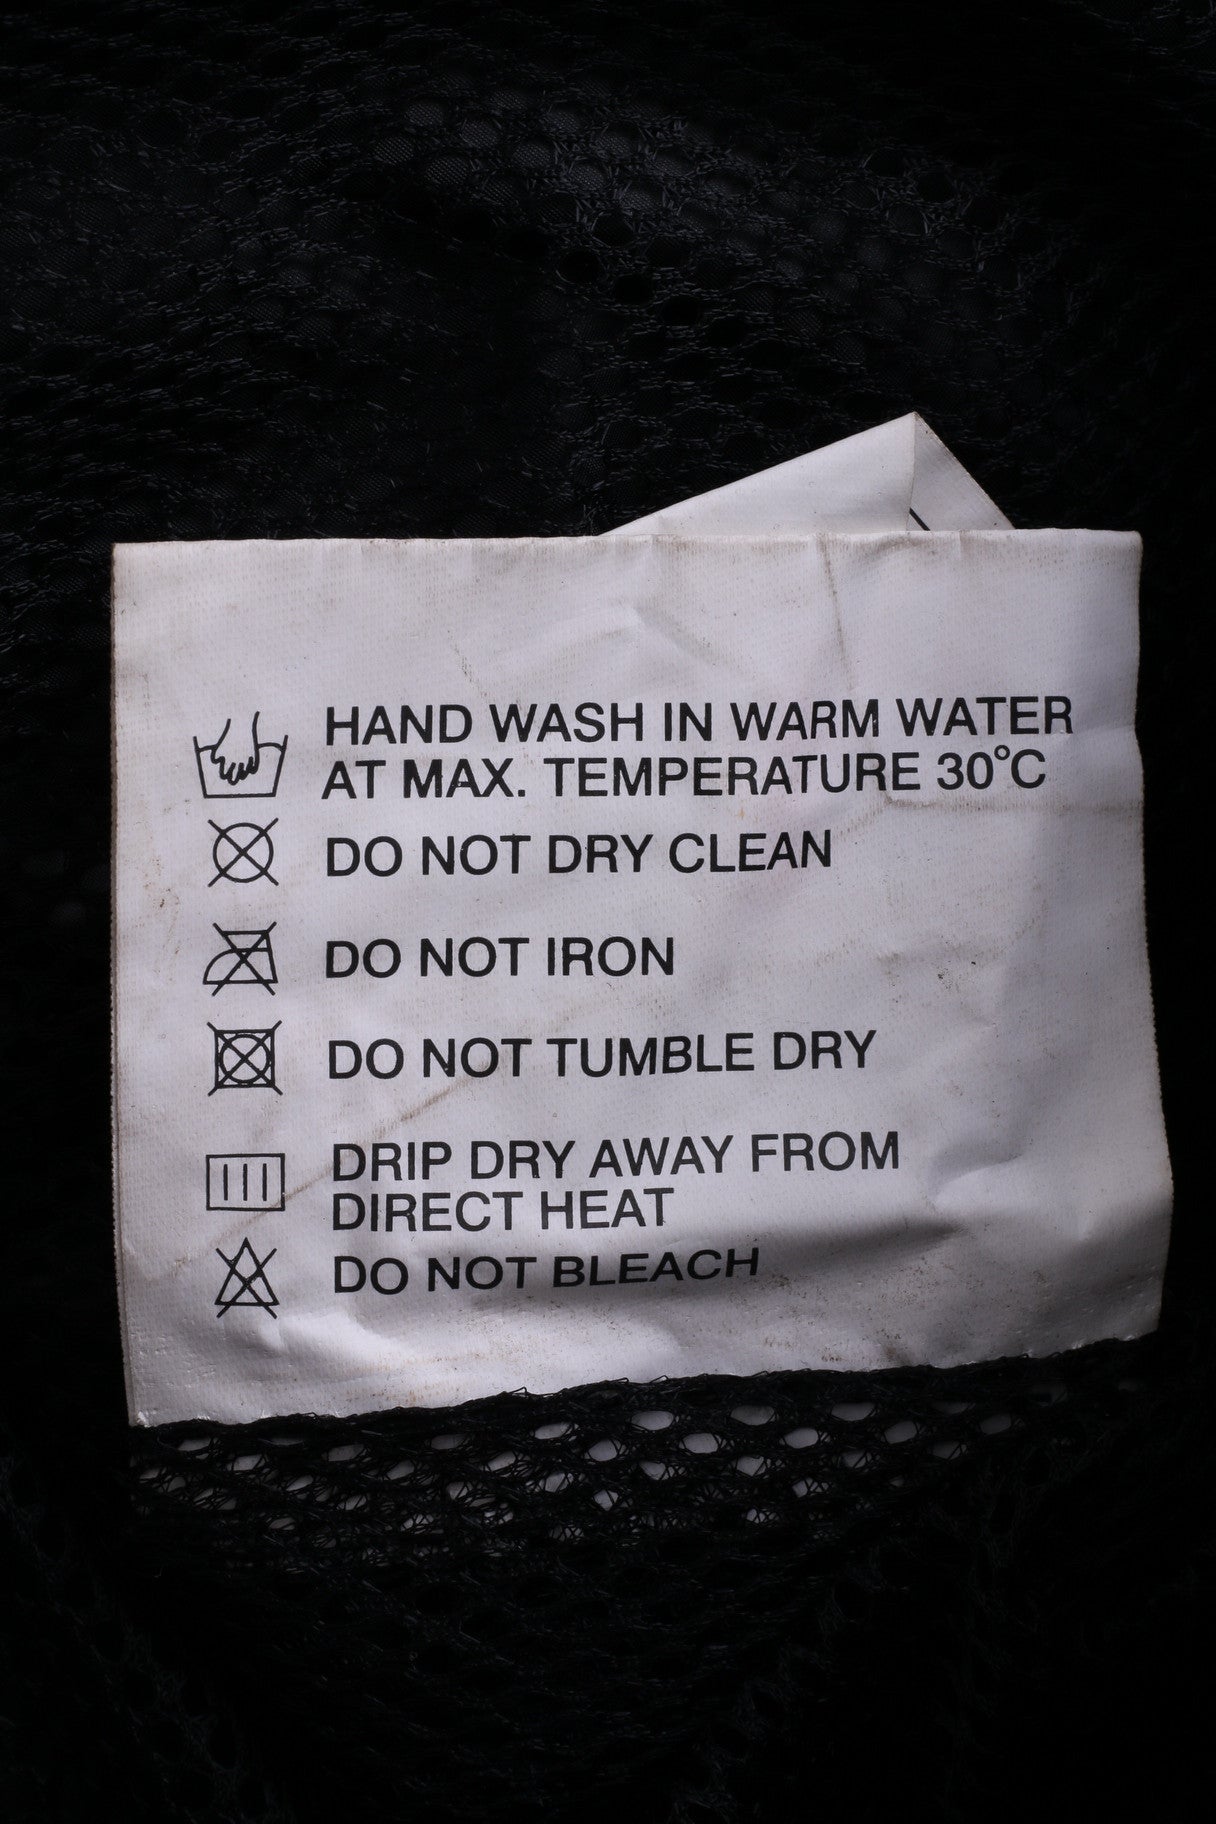 HAND WASH IN WARM WATER
AT MAX. TEMPERATURE 30°C
DO NOT DRY CLEAN
DO NOT IRON
DO NOT TUMBLE DRY
DRIP DRY AWAY FROM
DIRECT HEAT
DO NOT BLEACH